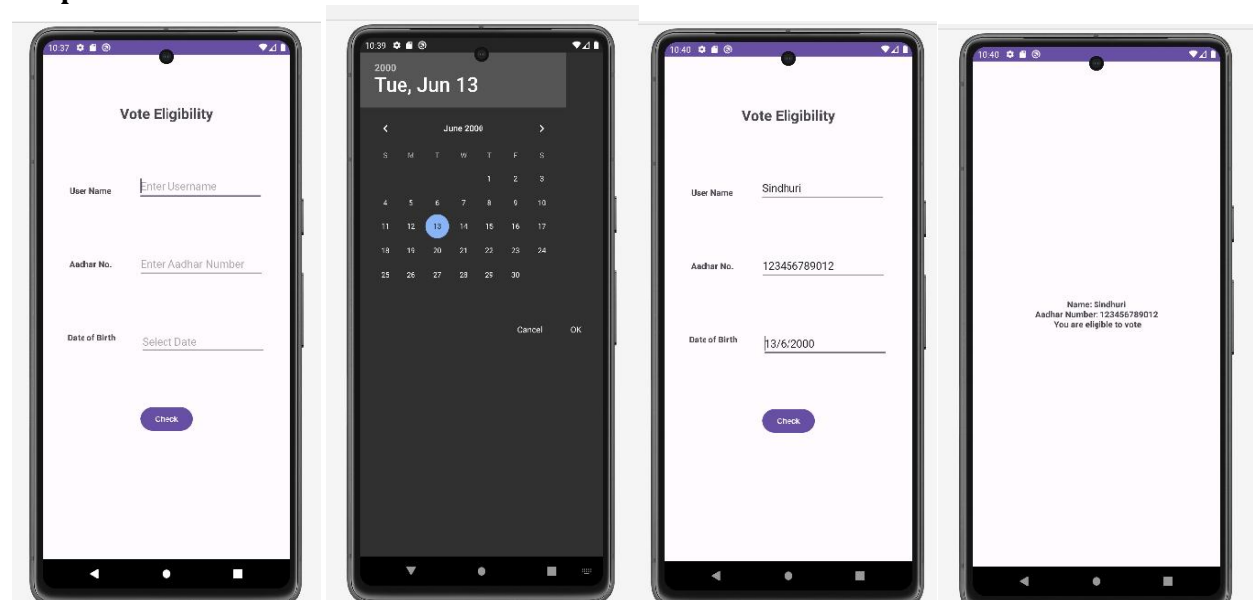 10:37
Vote Eligibility
User Name
Enter Username
Aadhar No.
Enter Aadhar Number
Date of Birth
Select Date
Check
10:39
2000
Tue, Jun 13
June 2000
S M T W T F S
1 2 3
4 5 6 7 8 9 10
11 12 13 14 15 16 17
18 19 20 21 22 23 24
25 26 27 28 29 30
Cancel OK
10:40
Vote Eligibility
User Name
Sindhuri
Aadhar No.
123456789012
Date of Birth
13/6/2000
Check
10:40
Name: Sindhuri
Aadhar Number: 123456789012
You are eligible to vote